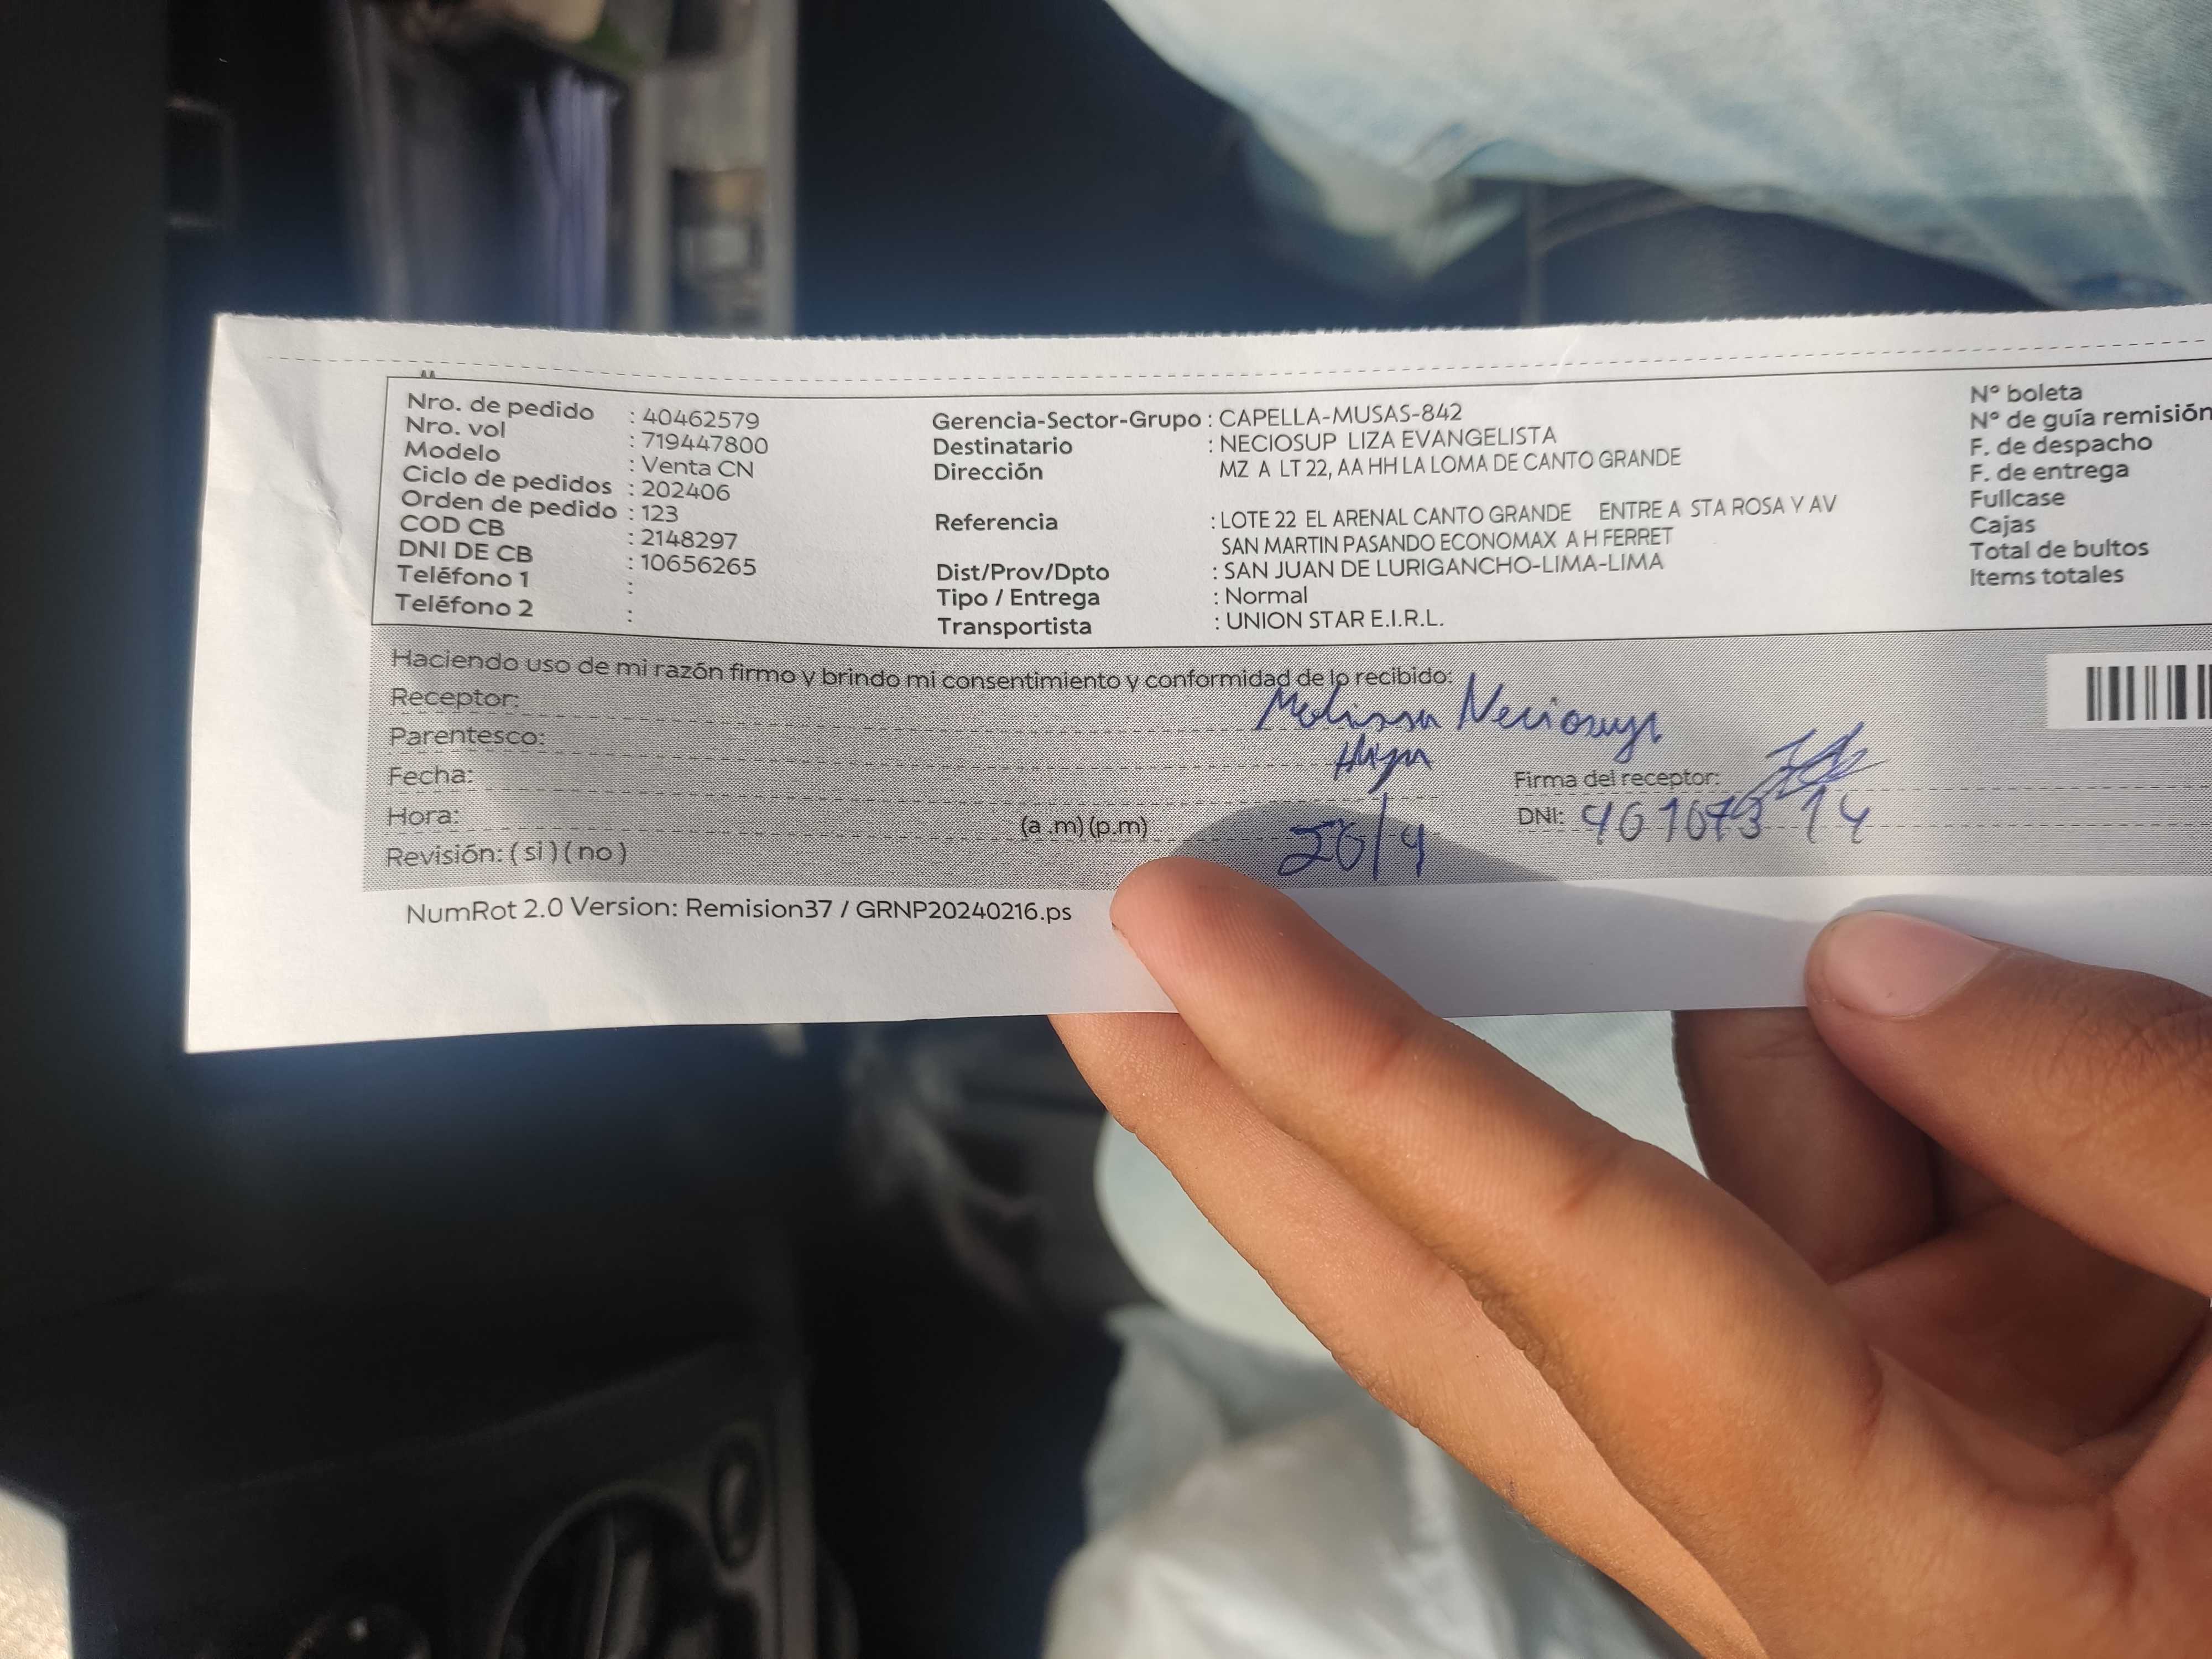 Nro. de pedido : 40462579
Nro. vol : 719447800
Modelo : Venta CN
Ciclo de pedidos : 202406
Orden de pedido : 123
COD CB : 2148297
DNI DE CB : 10656265
Teléfono 1 :
Teléfono 2 :
Gerencia-Sector-Grupo : CAPELLA-MUSAS-842
Destinatario : NECIOSUP LIZA EVANGELISTA
Dirección MZ A LT 22, AA HH LA LOMA DE CANTO GRANDE
Referencia : LOTE 22 EL ARENAL CANTO GRANDE ENTRE A STA ROSA Y AV
SAN MARTIN PASANDO ECONOMAX A H FERRET
Dist/Prov/Dpto : SAN JUAN DE LURIGANCHO-LIMA-LIMA
Tipo / Entrega : Normal
Transportista : UNION STAR E.I.R.L.
N° boleta
N° de guía remisión
F. de despacho
F. de entrega
Fullcase
Cajas
Total de bultos
Items totales
Haciendo uso de mi razón firmo y brindo mi consentimiento y conformidad de lo recibido:
Receptor: Melissa Neciosup
Parentesco:
Fecha:
Hora: (a .m) (p.m)
Revisión: ( si ) ( no )
Firma del receptor:
DNI:
NumRot 2.0 Version: Remision37 / GRNP20240216.ps